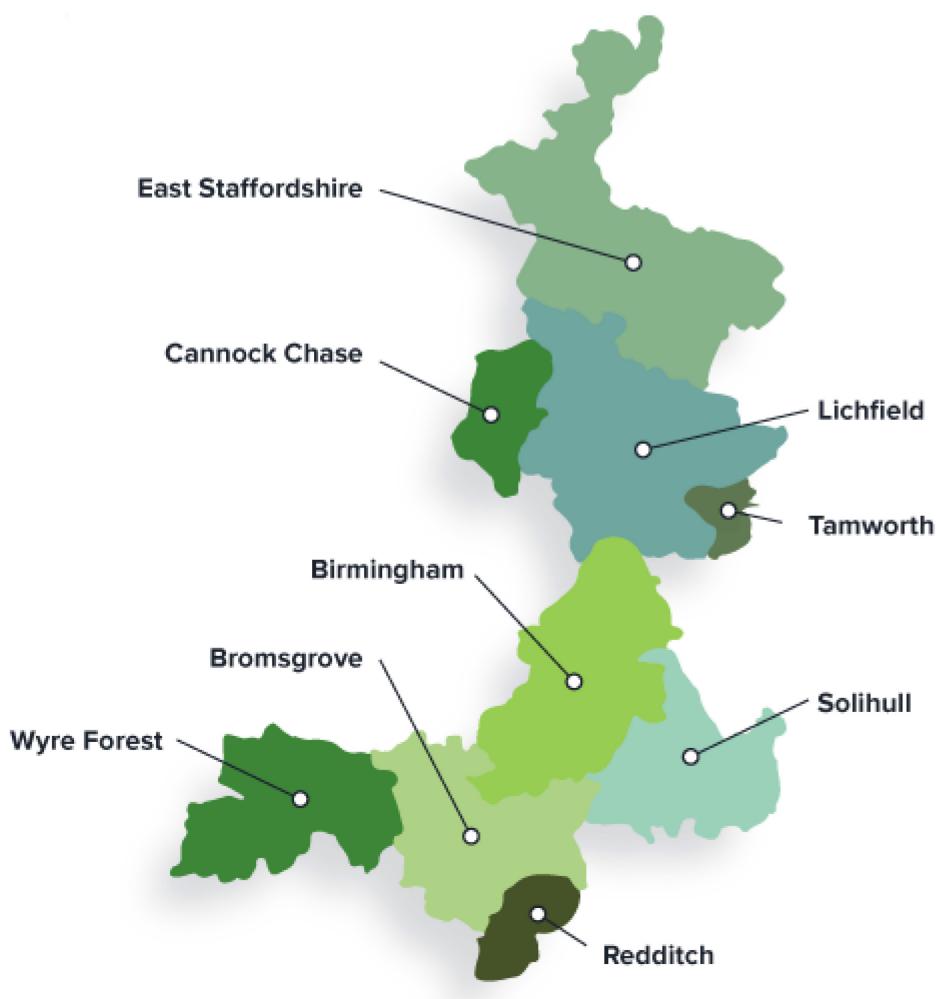 East Staffordshire
Cannock Chase
Lichfield
Tamworth
Birmingham
Bromsgrove
Solihull
Wyre Forest
Redditch